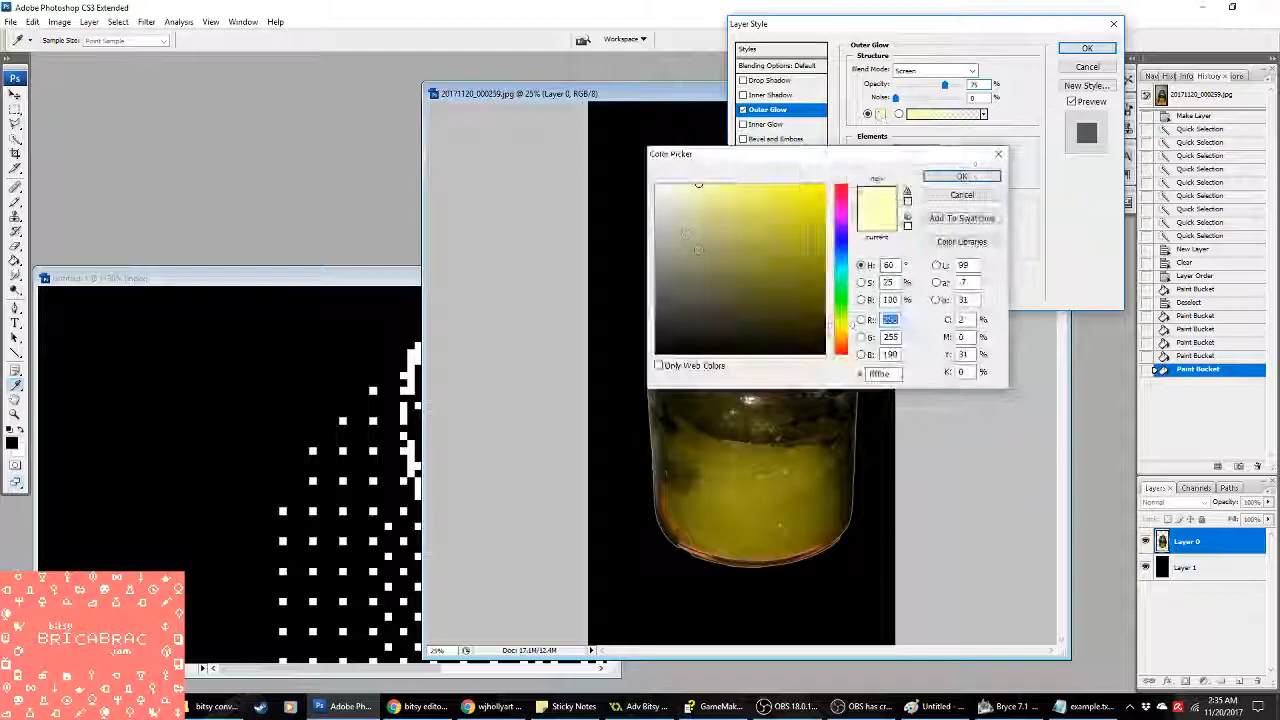 Adobe Photoshop CS3 Extended
File Edit Image Layer Select Filter Analysis View Window Help
Sample Size: Point Sample
Workspace
Layer Style
Styles
Blending Options: Default
Drop Shadow
Inner Shadow
Outer Glow
Inner Glow
Bevel and Emboss
Outer Glow
Structure
Blend Mode: Screen
Opacity: 75 %
Noise: 0 %
Elements
OK
Cancel
New Style...
Preview
20171120_000259.jpg @ 25% (Layer 0, RGB/8)
Color Picker
new
current
OK
Cancel
Add To Swatches
Color Libraries
H: 60 °
S: 25 %
B: 100 %
R:
G: 255
B: 190
L: 99
a: -7
b: 31
C: 2 %
M: 0 %
Y: 31 %
K: 0 %
# ffffbe
Only Web Colors
25%
Doc: 17.1M/12.4M
Info History
20171120_000259.jpg
Make Layer
Quick Selection
Quick Selection
Quick Selection
Quick Selection
Quick Selection
Quick Selection
Quick Selection
Quick Selection
Quick Selection
New Layer
Clear
Layer Order
Paint Bucket
Deselect
Paint Bucket
Paint Bucket
Paint Bucket
Paint Bucket
Paint Bucket
Layers Channels Paths
Normal Opacity: 100%
Lock: Fill: 100%
Layer 0
Layer 1
bitsy
BRICABRAC
jam
bitsy conv...
Adobe Ph...
bitsy edito...
wjhollyart...
Sticky Notes
Adv Bitsy ...
GameMak...
OBS 18.0.1...
OBS has cr...
Untitled - ...
Bryce 7.1
example.tx...
2:35 AM
11/20/2017